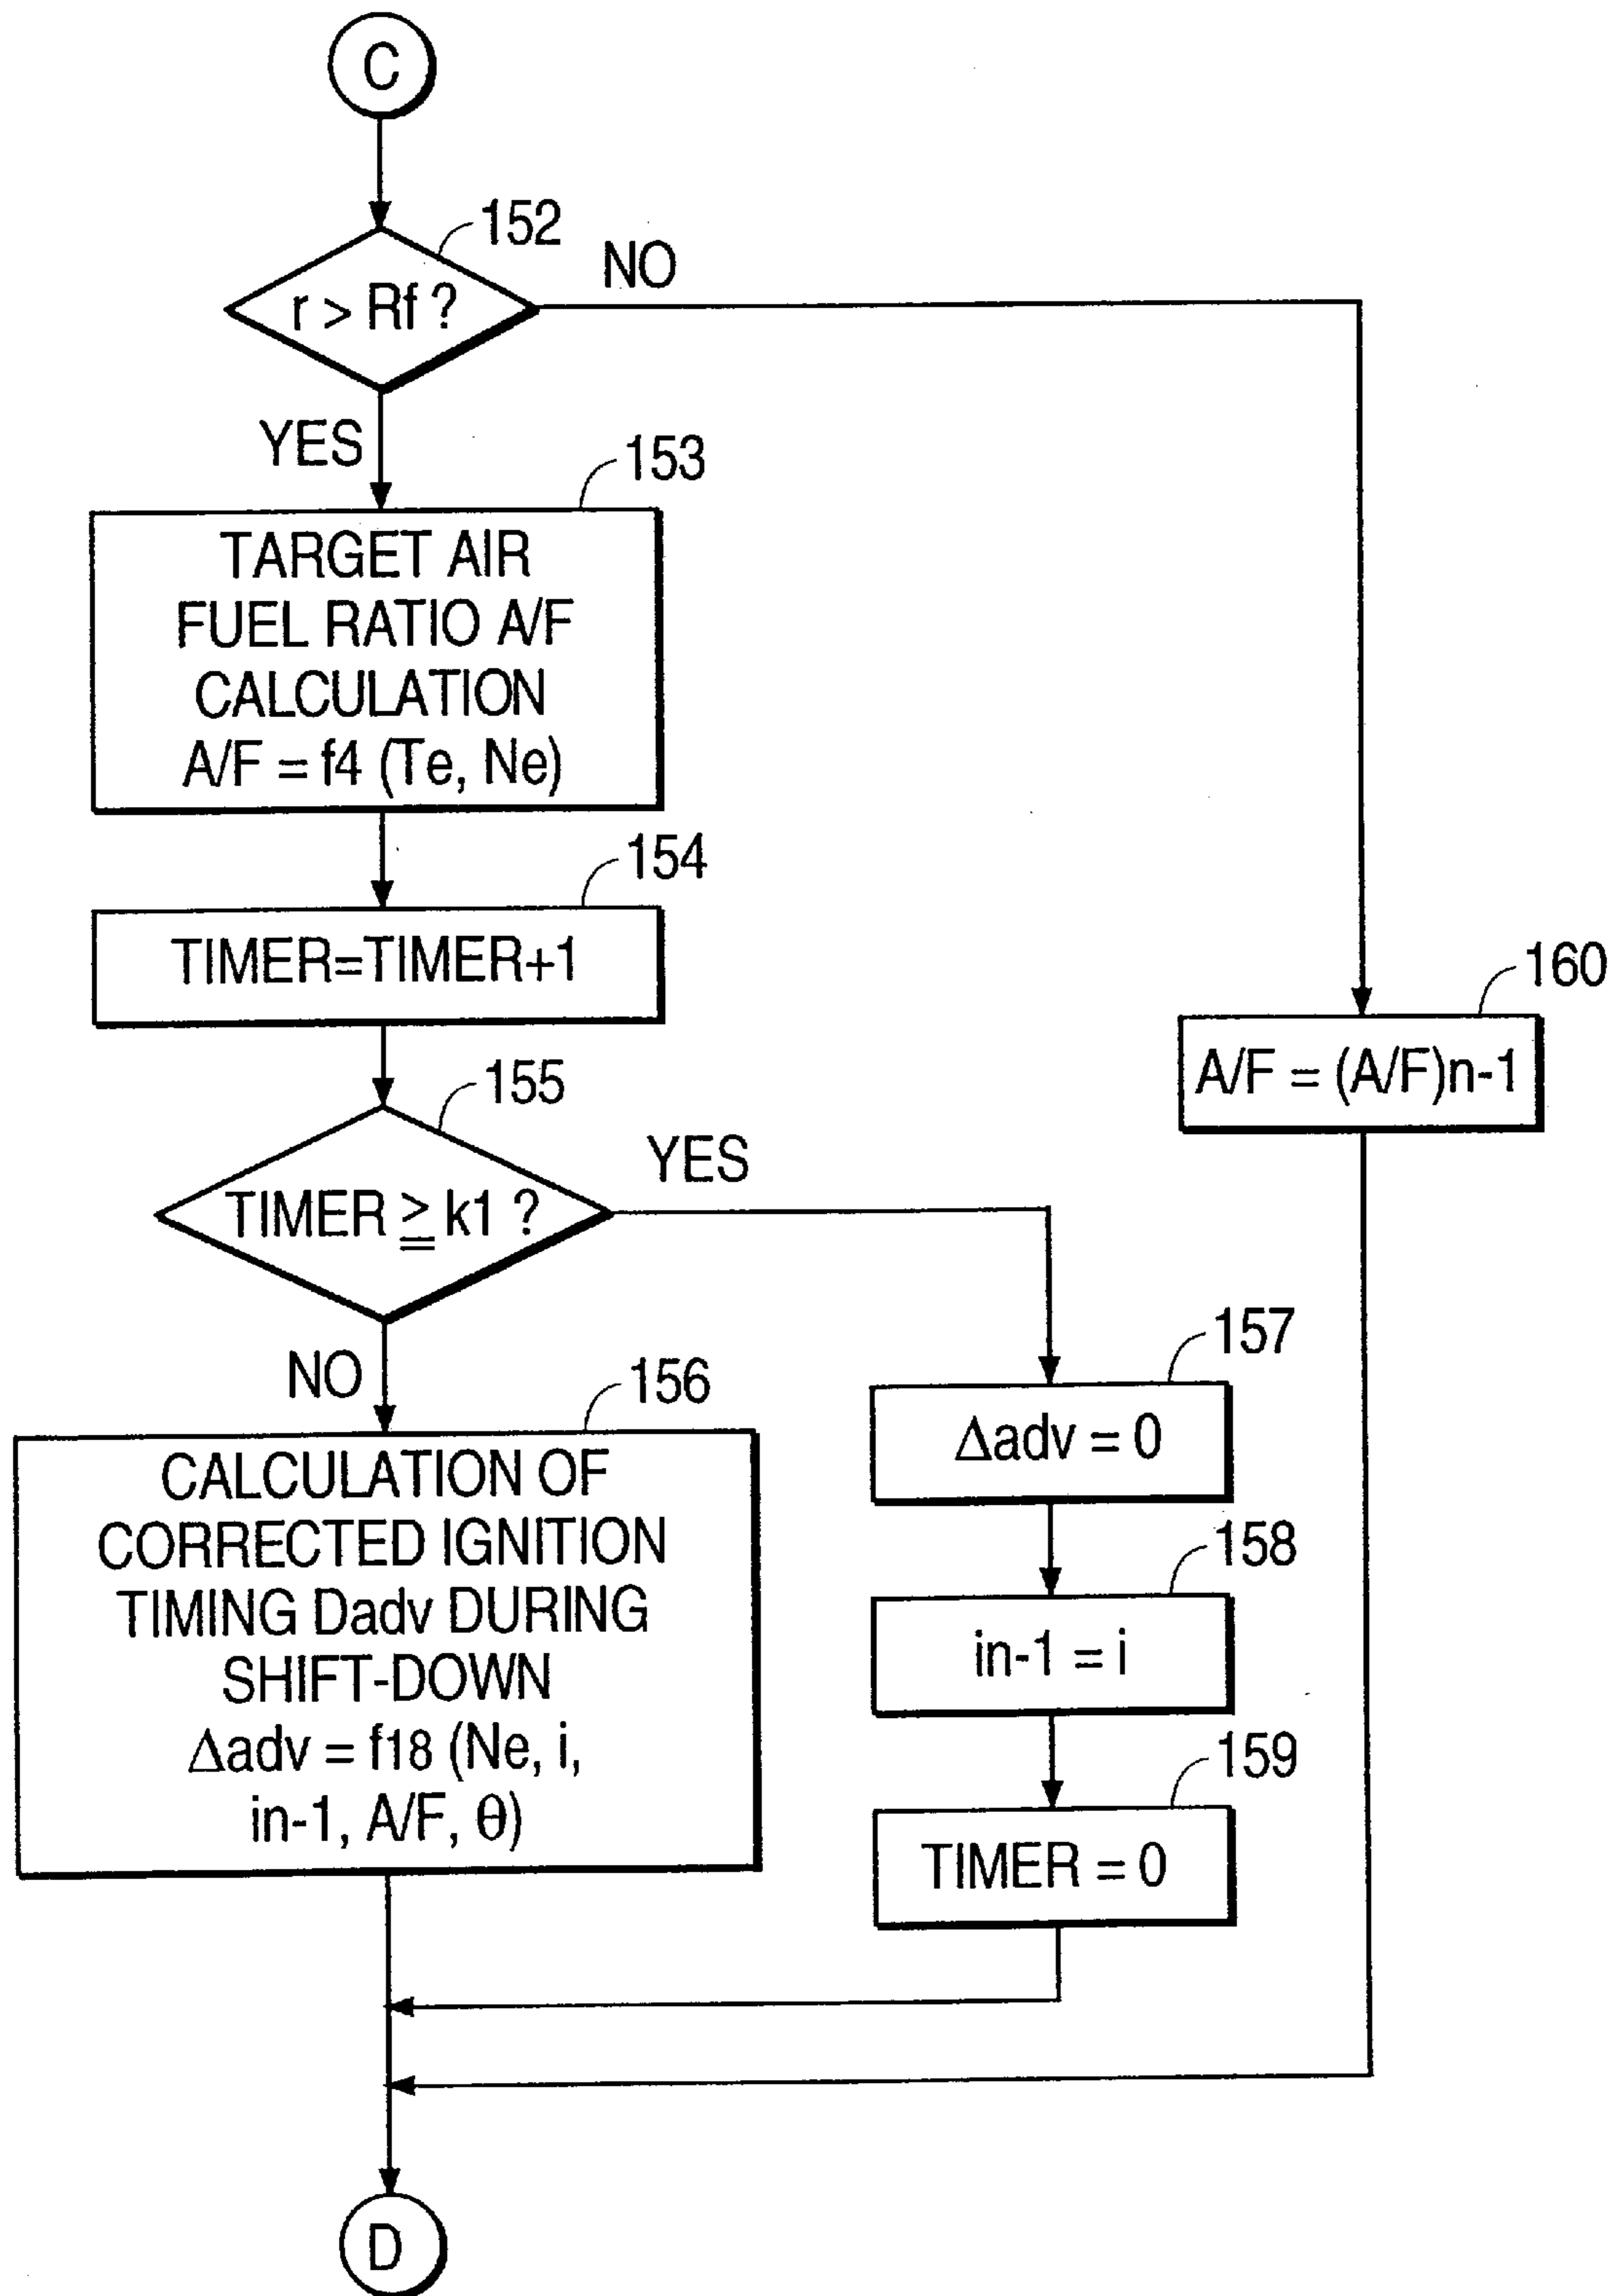 C
152
r > Rf ?
NO
YES
153
TARGET AIR
FUEL RATIO A/F
CALCULATION
A/F = f4 (Te, Ne)
154
TIMER=TIMER+1
155
TIMER ≧ k1 ?
YES
NO
156
CALCULATION OF
CORRECTED IGNITION
TIMING Dadv DURING
SHIFT-DOWN
Δadv = f18 (Ne, i,
in-1, A/F, θ)
157
Δadv = 0
158
in-1 = i
159
TIMER = 0
160
A/F = (A/F)n-1
D